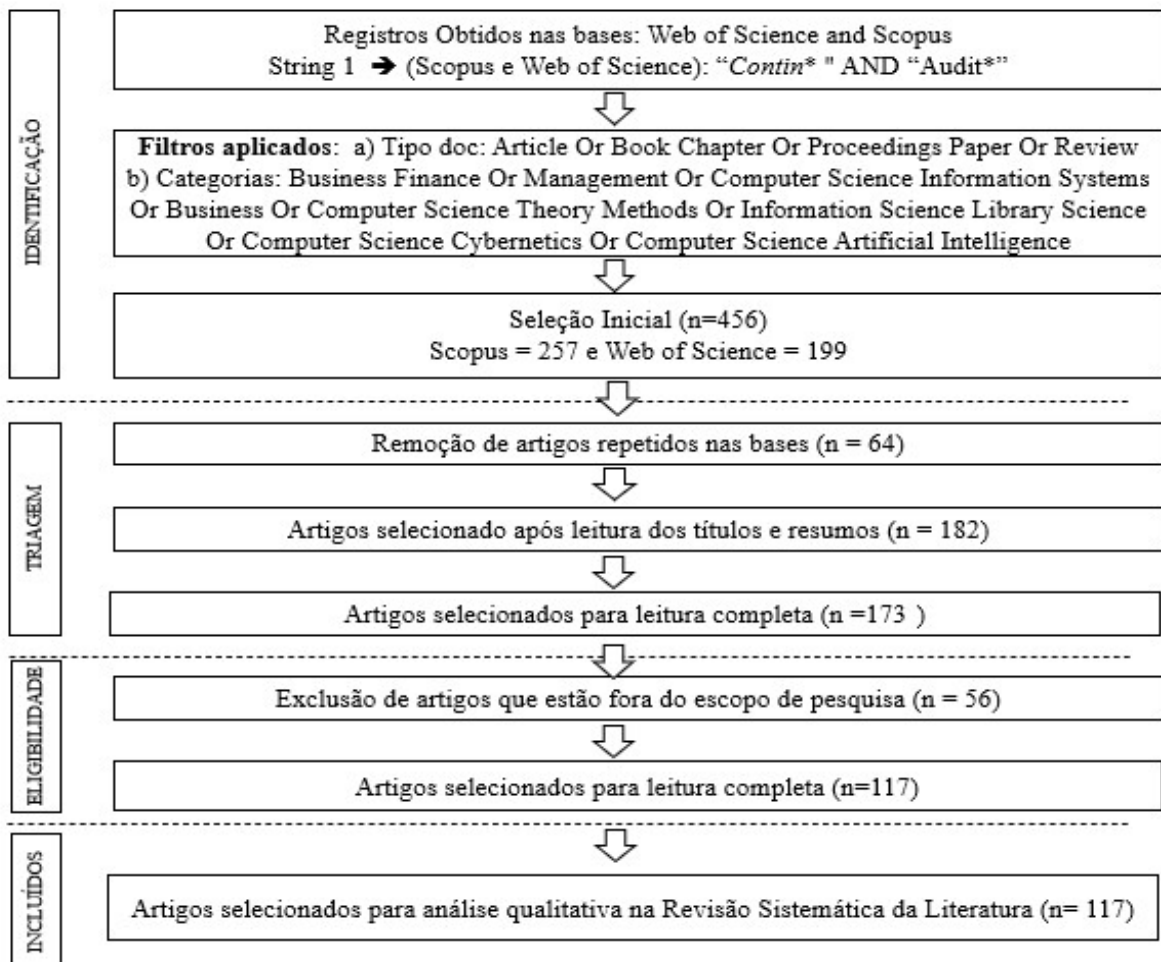 IDENTIFICAÇÃO
Registros Obtidos nas bases: Web of Science and Scopus
String 1 ➔ (Scopus e Web of Science): “Contin* " AND “Audit*”
Filtros aplicados: a) Tipo doc: Article Or Book Chapter Or Proceedings Paper Or Review
b) Categorias: Business Finance Or Management Or Computer Science Information Systems
Or Business Or Computer Science Theory Methods Or Information Science Library Science
Or Computer Science Cybernetics Or Computer Science Artificial Intelligence
Seleção Inicial (n=456)
Scopus = 257 e Web of Science = 199
TRIAGEM
Remoção de artigos repetidos nas bases (n = 64)
Artigos selecionado após leitura dos títulos e resumos (n = 182)
Artigos selecionados para leitura completa (n =173 )
ELIGIBILIDADE
Exclusão de artigos que estão fora do escopo de pesquisa (n = 56)
Artigos selecionados para leitura completa (n=117)
INCLUÍDOS
Artigos selecionados para análise qualitativa na Revisão Sistemática da Literatura (n= 117)